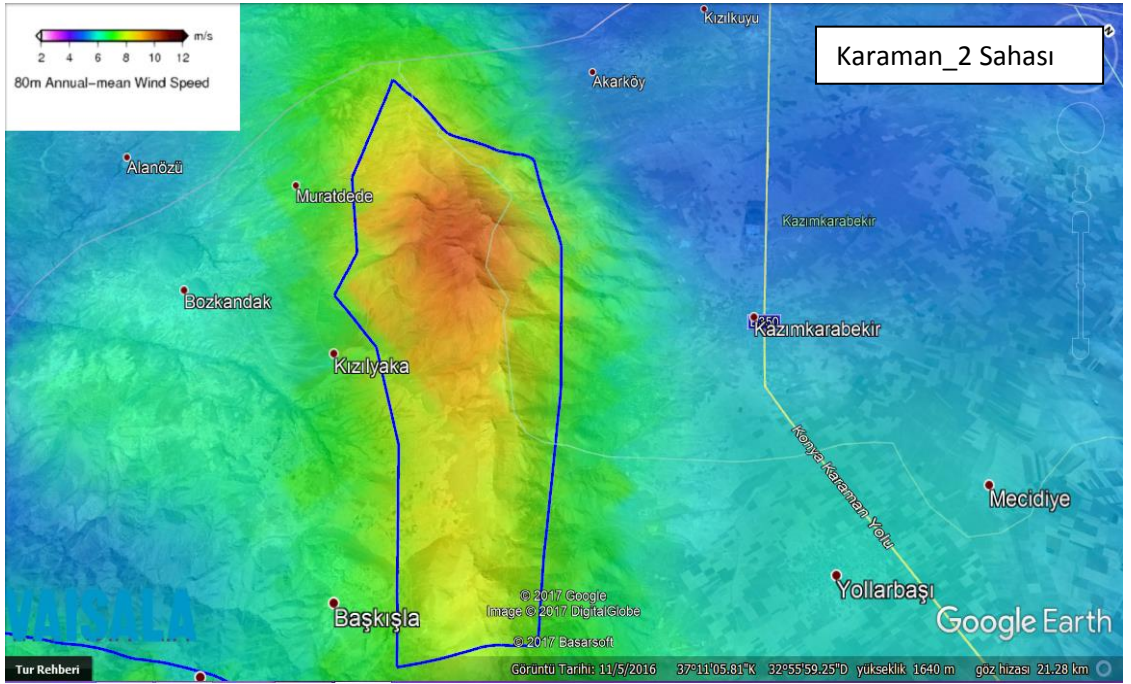 m/s
2 4 6 8 10 12
80m Annual-mean Wind Speed
Karaman_2 Sahası
N
Kızılkuyu
Akarköy
Alanözü
Muratdede
Kazımkarabekir
Bozkandak
Kazımkarabekir
Kızılyaka
Konya Karaman Yolu
Mecidiye
Yollarbaşı
Başkışla
VAISALA
© 2017 Google
Image © 2017 DigitalGlobe
© 2017 Basarsoft
Google Earth
Tur Rehberi
Görüntü Tarihi: 11/5/2016 37°11'05.81"K 32°55'59.25"D yükseklik 1640 m göz hizası 21.28 km